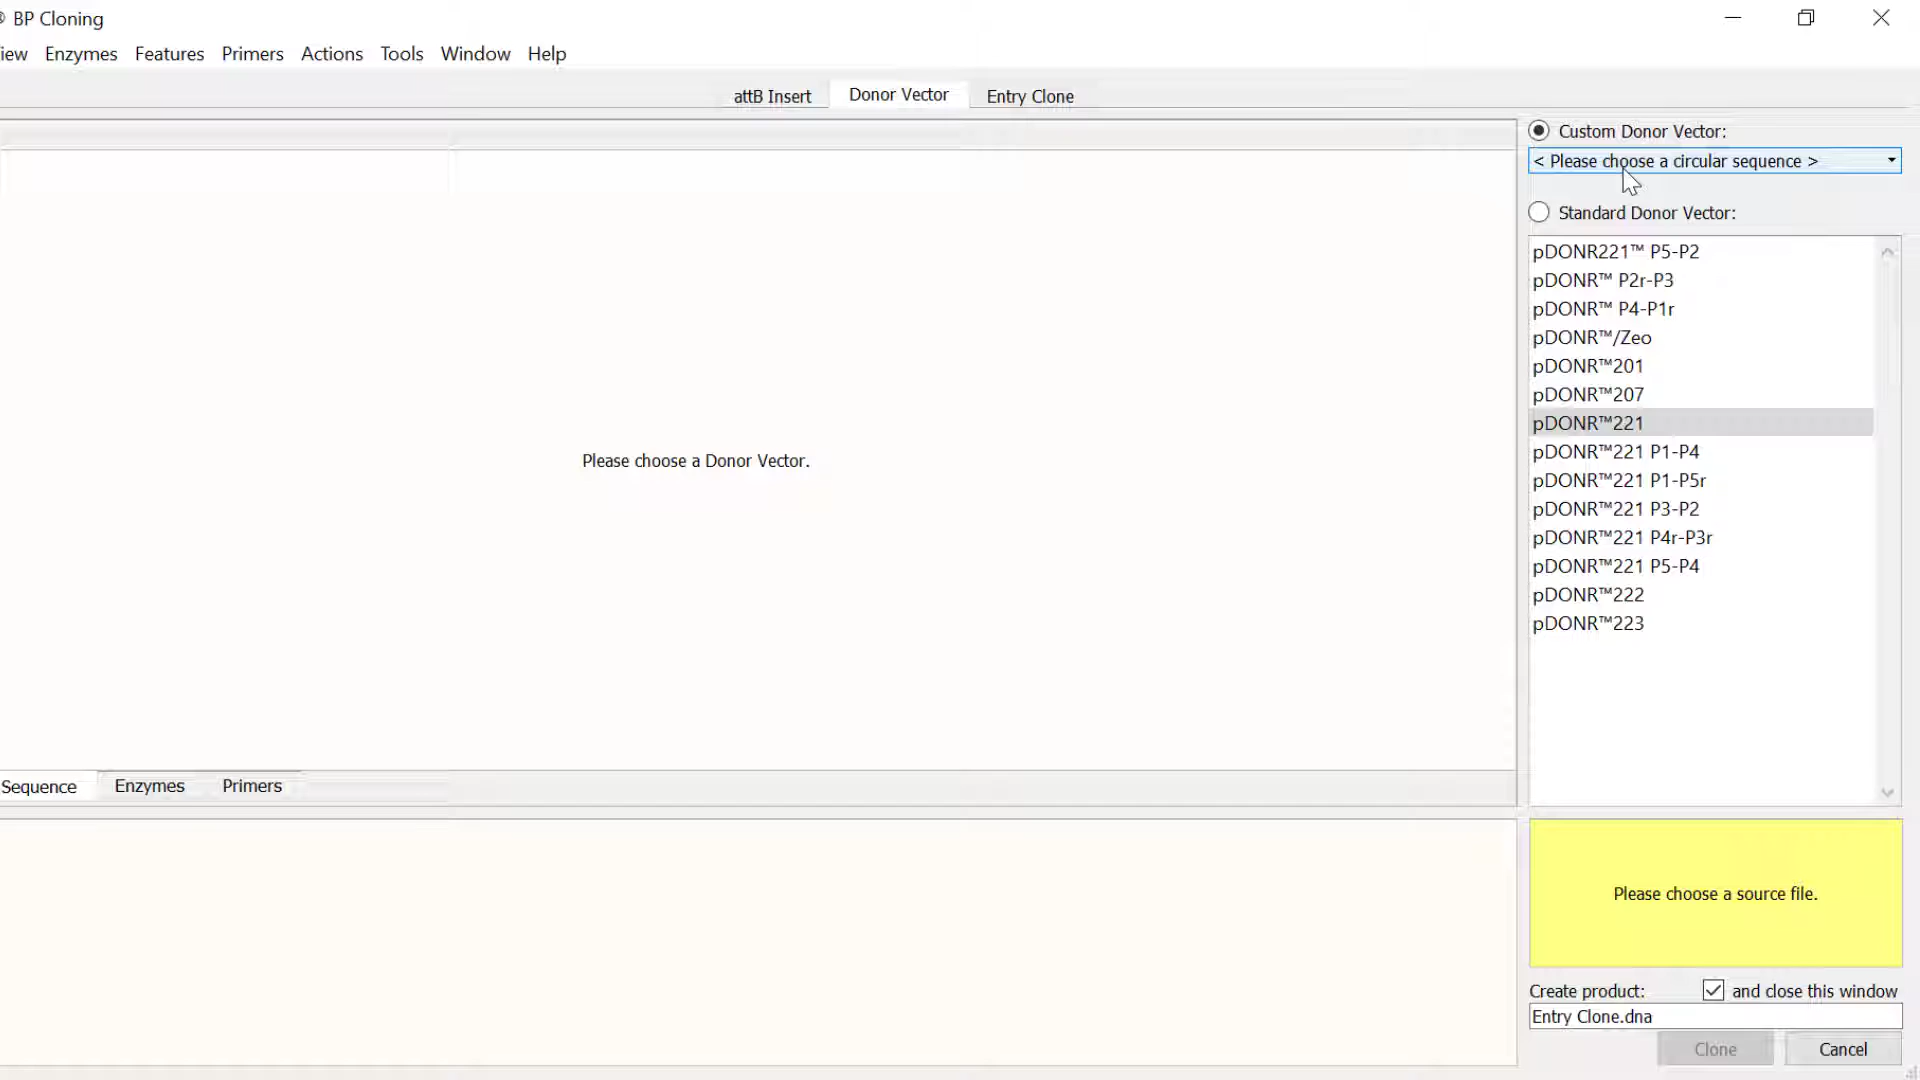 ® BP Cloning
iew Enzymes Features Primers Actions Tools Window Help
attB Insert Donor Vector Entry Clone
Custom Donor Vector:
< Please choose a circular sequence >
Standard Donor Vector:
pDONR221™ P5-P2
pDONR™ P2r-P3
pDONR™ P4-P1r
pDONR™/Zeo
pDONR™201
pDONR™207
pDONR™221
pDONR™221 P1-P4
pDONR™221 P1-P5r
pDONR™221 P3-P2
pDONR™221 P4r-P3r
pDONR™221 P5-P4
pDONR™222
pDONR™223
Please choose a Donor Vector.
Sequence Enzymes Primers
Please choose a source file.
Create product: and close this window
Entry Clone.dna
Clone Cancel